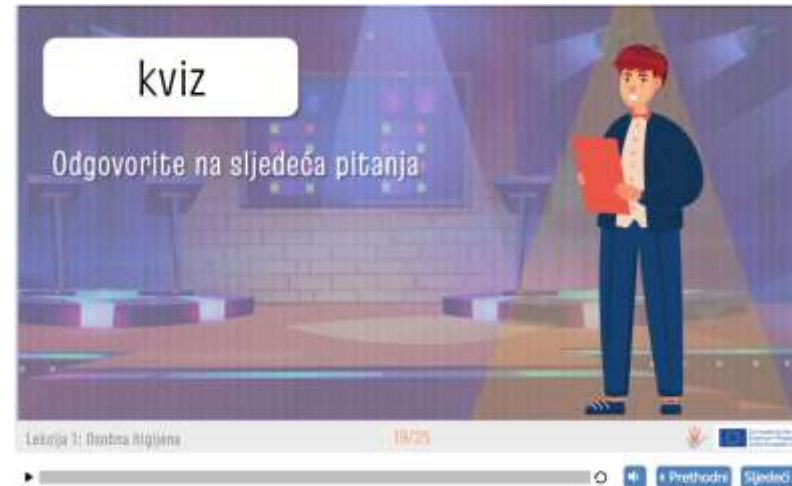 kviz
Odgovorite na sljedeća pitanja
Lekcija 1: Osobna higijena
19/25
Prethodni
Sljedeći